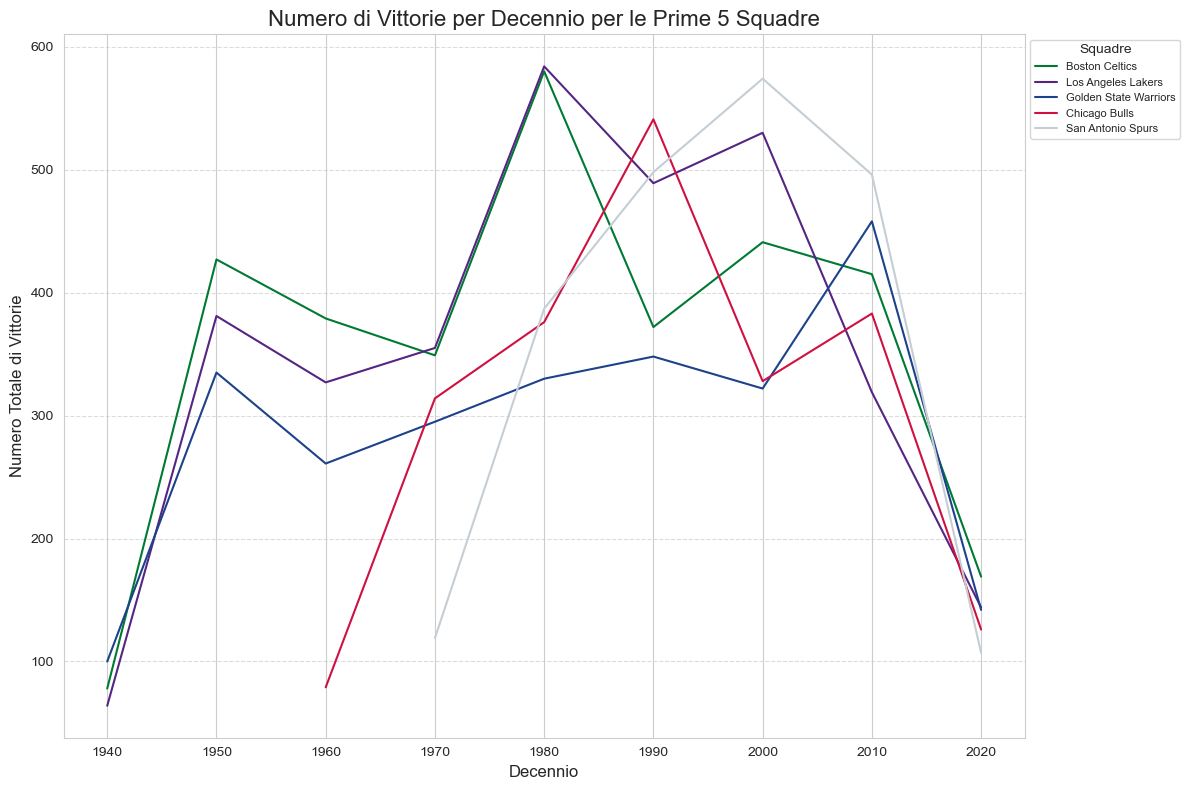 Numero di Vittorie per Decennio per le Prime 5 Squadre
Numero Totale di Vittorie
600
500
400
300
200
100
1940
1950
1960
1970
1980
1990
2000
2010
2020
Decennio
Squadre
Boston Celtics
Los Angeles Lakers
Golden State Warriors
Chicago Bulls
San Antonio Spurs